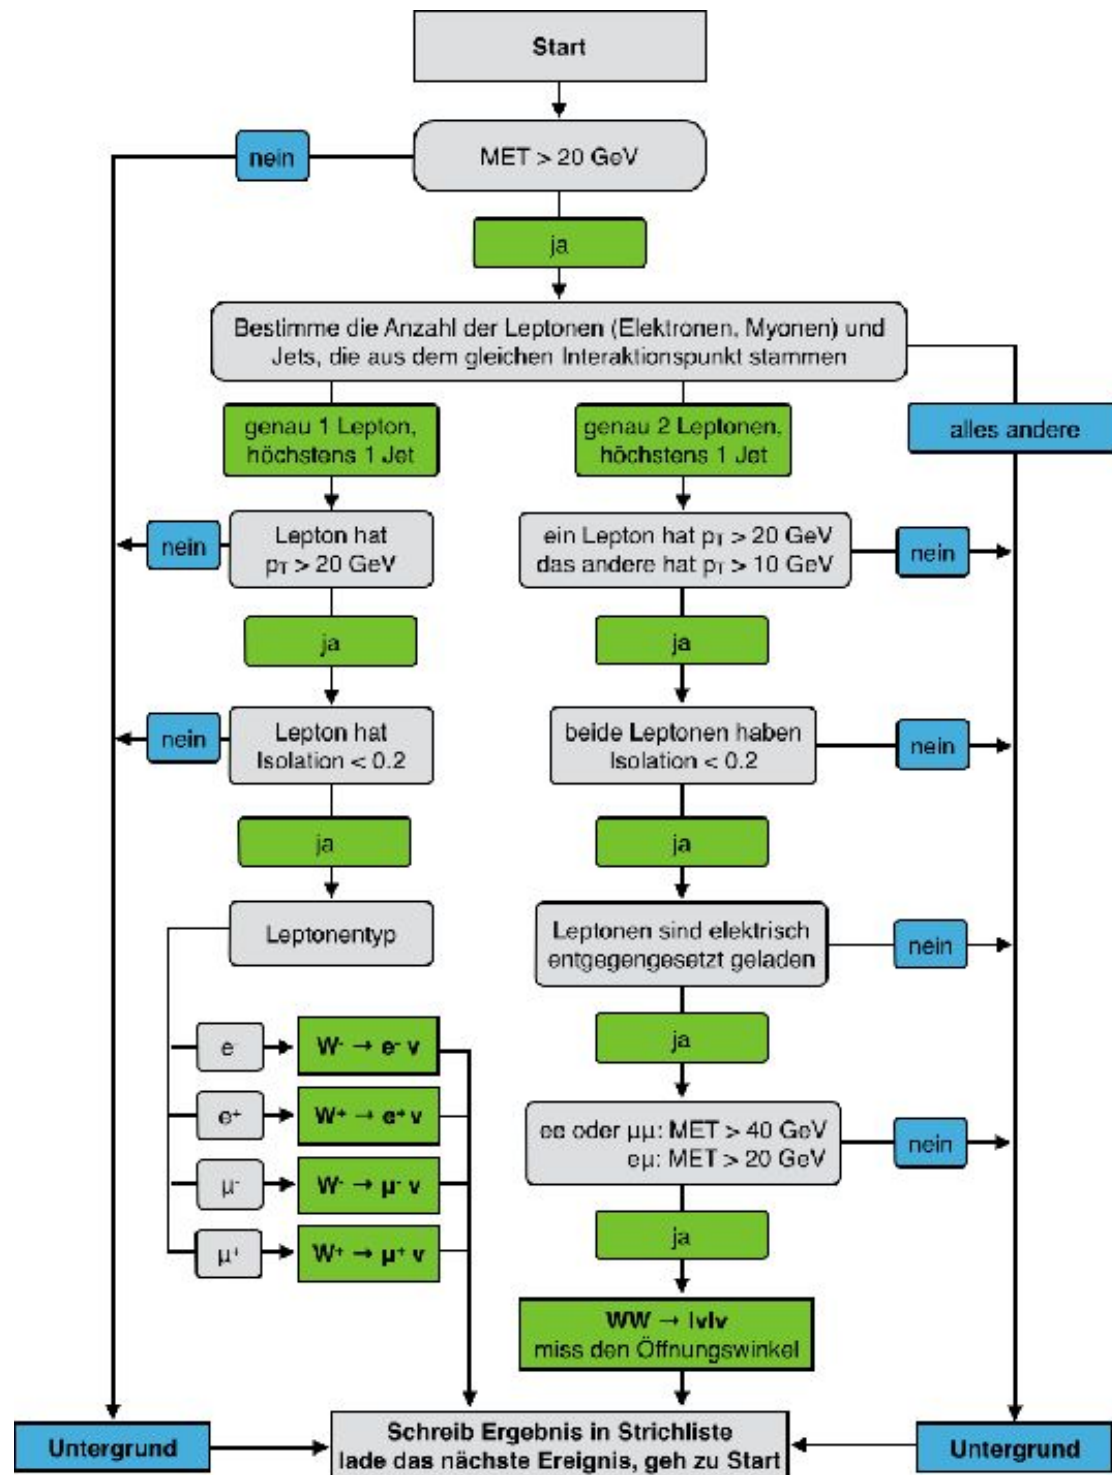 Start
nein
MET > 20 GeV
ja
Bestimme die Anzahl der Leptonen (Elektronen, Myonen) und
Jets, die aus dem gleichen Interaktionspunkt stammen
genau 1 Lepton,
höchstens 1 Jet
genau 2 Leptonen,
höchstens 1 Jet
alles andere
nein
Lepton hat
pT > 20 GeV
ein Lepton hat pT > 20 GeV
das andere hat pT > 10 GeV
nein
ja
ja
nein
Lepton hat
Isolation < 0.2
beide Leptonen haben
Isolation < 0.2
nein
ja
ja
Leptonentyp
Leptonen sind elektrisch
entgegengesetzt geladen
nein
ja
e-
W- → e- ν
e+
W+ → e+ ν
ee oder μμ: MET > 40 GeV
eμ: MET > 20 GeV
nein
μ-
W- → μ- ν
μ+
W+ → μ+ ν
ja
WW → lνlν
miss den Öffnungswinkel
Untergrund
Schreib Ergebnis in Strichliste
lade das nächste Ereignis, geh zu Start
Untergrund